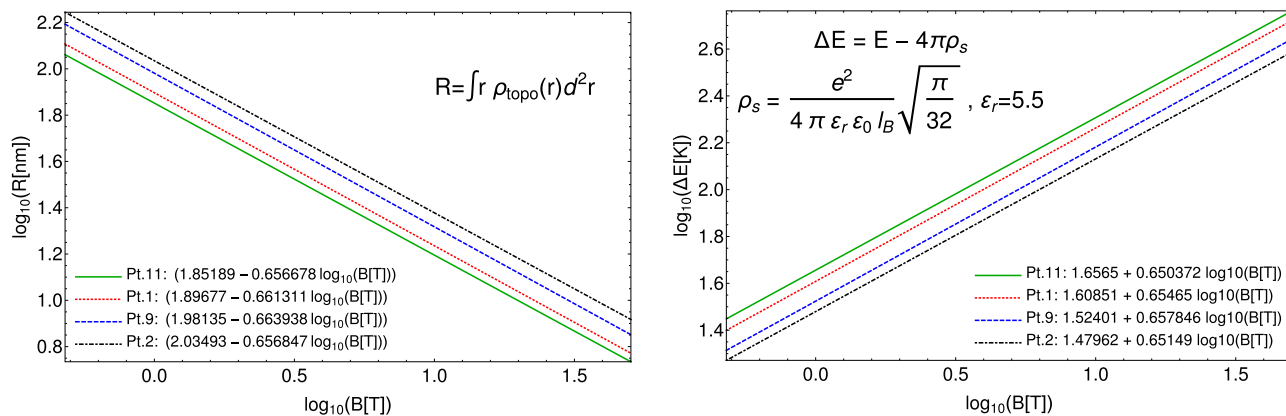 log₁₀(R[nm]
2.2
2.0
1.8
1.6
1.4
1.2
1.0
0.8
R=∫r ρtopo(r)d²r
Pt.11: (1.85189 − 0.656678 log₁₀(B[T]))
Pt.1: (1.89677 − 0.661311 log₁₀(B[T]))
Pt.9: (1.98135 − 0.663938 log₁₀(B[T]))
Pt.2: (2.03493 − 0.656847 log₁₀(B[T]))
0.0 0.5 1.0 1.5
log₁₀(B[T])
log₁₀(ΔE[K])
2.6
2.4
2.2
2.0
1.8
1.6
1.4
ΔE = E − 4πρₛ
ρₛ = e² / (4 π εᵣ ε₀ l_B) √(π/32) , εᵣ=5.5
Pt.11: 1.6565 + 0.650372 log10(B[T])
Pt.1: 1.60851 + 0.65465 log10(B[T])
Pt.9: 1.52401 + 0.657846 log10(B[T])
Pt.2: 1.47962 + 0.65149 log10(B[T])
0.0 0.5 1.0 1.5
log₁₀(B[T])